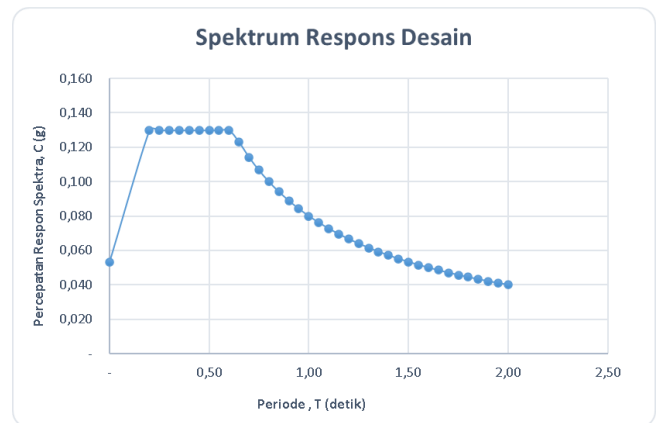 Spektrum Respons Desain
Percepatan Respon Spektra, C (g)
0,160
0,140
0,120
0,100
0,080
0,060
0,040
0,020
-
- 0,50 1,00 1,50 2,00 2,50
Periode , T (detik)